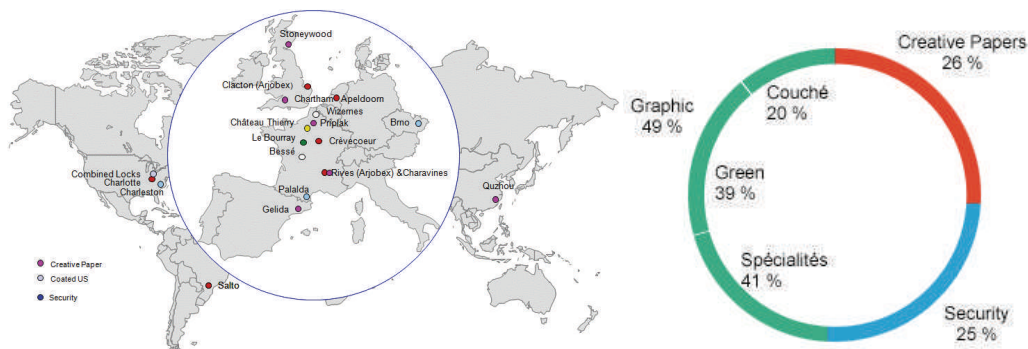 Stoneywood
Clacton (Arjobex)
Chartham
Apeldoorn
Wizernes
Château Thierry
Priplak
Brno
Le Bourray
Crèvecoeur
Bessé
Combined Locks
Charlotte
Charleston
Rives (Arjobex) &Charavines
Palalda
Gelida
Quzhou
Creative Paper
Coated US
Security
Salto
Creative Papers
26 %
Couché
20 %
Graphic
49 %
Green
39 %
Spécialités
41 %
Security
25 %